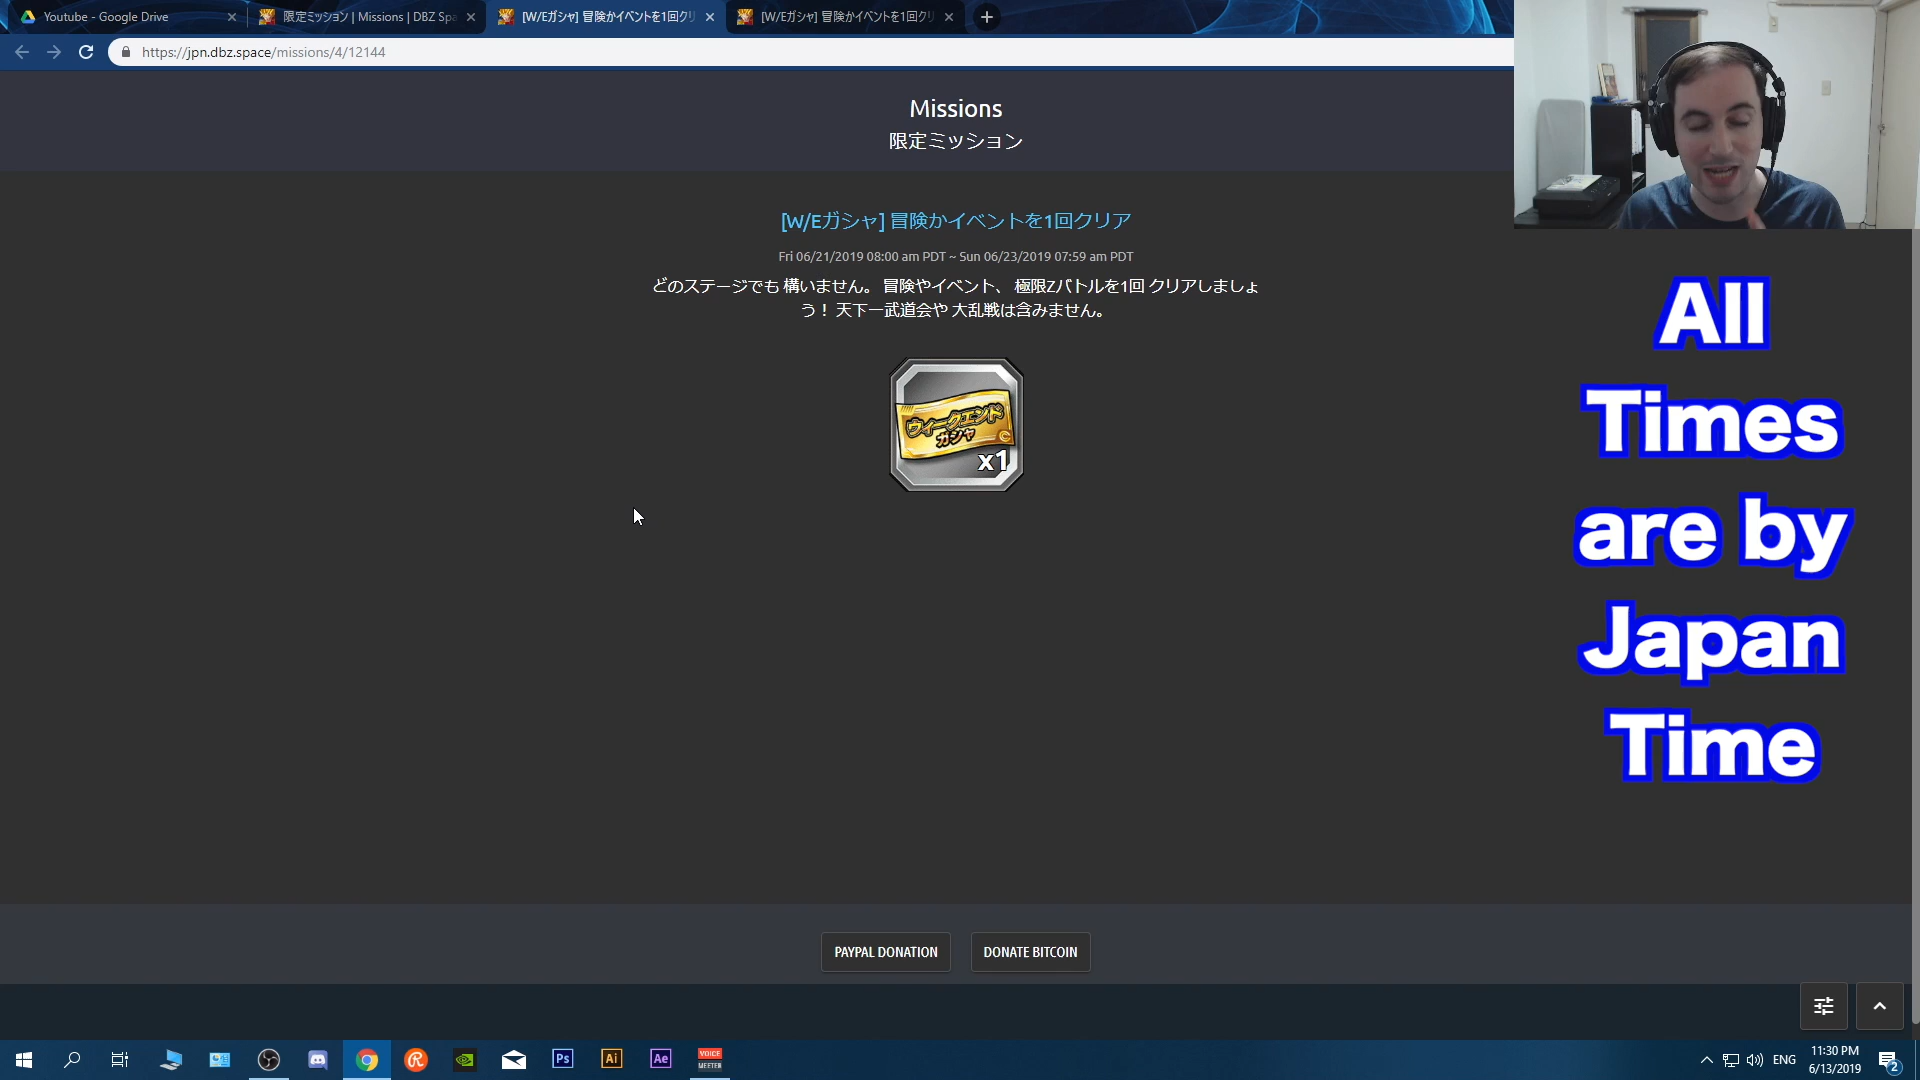 Youtube - Google Drive
限定ミッション | Missions | DBZ Spa
[W/Eガシャ] 冒険かイベントを1回クリ
[W/Eガシャ] 冒険かイベントを1回クリ
https://jpn.dbz.space/missions/4/12144
Missions
限定ミッション
[W/Eガシャ] 冒険かイベントを1回クリア
Fri 06/21/2019 08:00 am PDT ~ Sun 06/23/2019 07:59 am PDT
どのステージでも 構いません。 冒険やイベント、 極限Zバトルを1回 クリアしましょ
う！ 天下一武道会や 大乱戦は含みません。
ウィークエンド
ガシャ
x1
All
Times
are by
Japan
Time
PAYPAL DONATION
DONATE BITCOIN
Ps
Ai
Ae
VOICE
MEETER
ENG
11:30 PM
6/13/2019
2